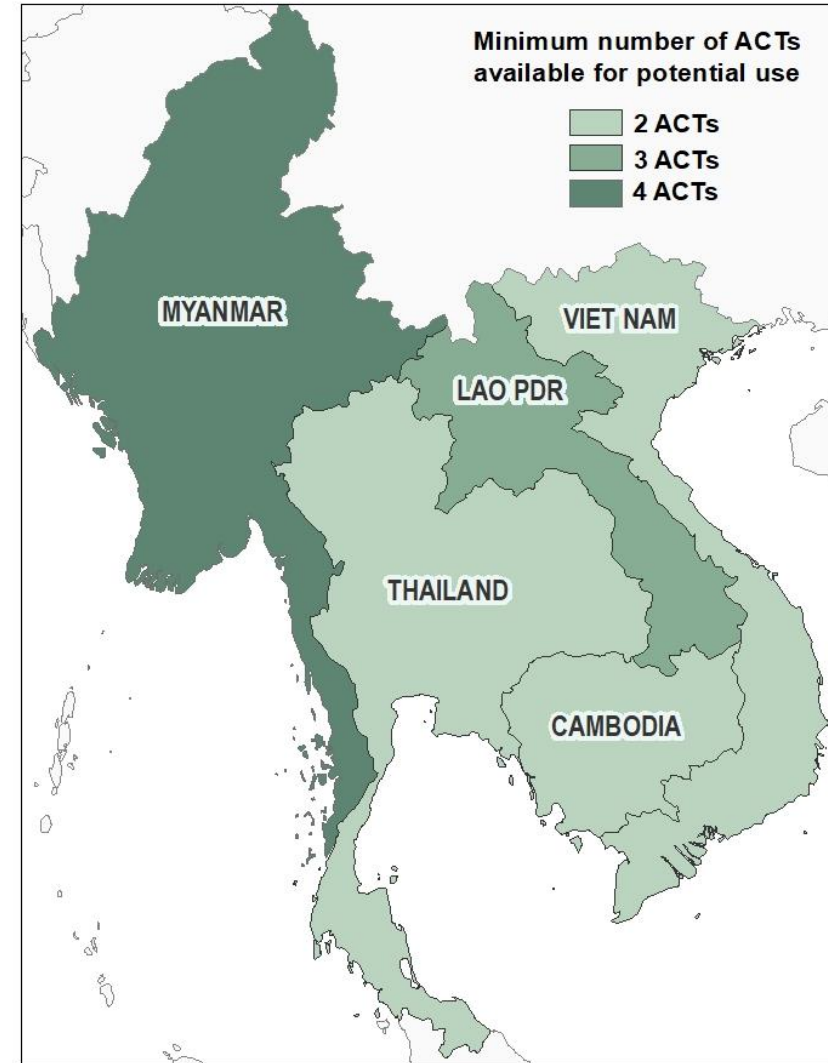 Minimum number of ACTs
available for potential use
2 ACTs
3 ACTs
4 ACTs
MYANMAR
VIET NAM
LAO PDR
THAILAND
CAMBODIA